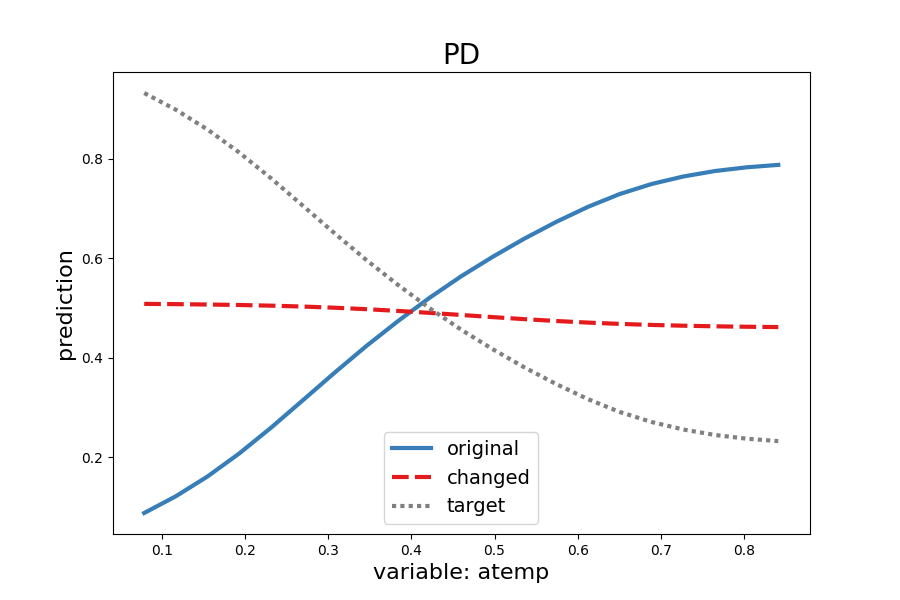 PD
prediction
0.8
0.6
0.4
0.2
original
changed
target
0.1 0.2 0.3 0.4 0.5 0.6 0.7 0.8
variable: atemp